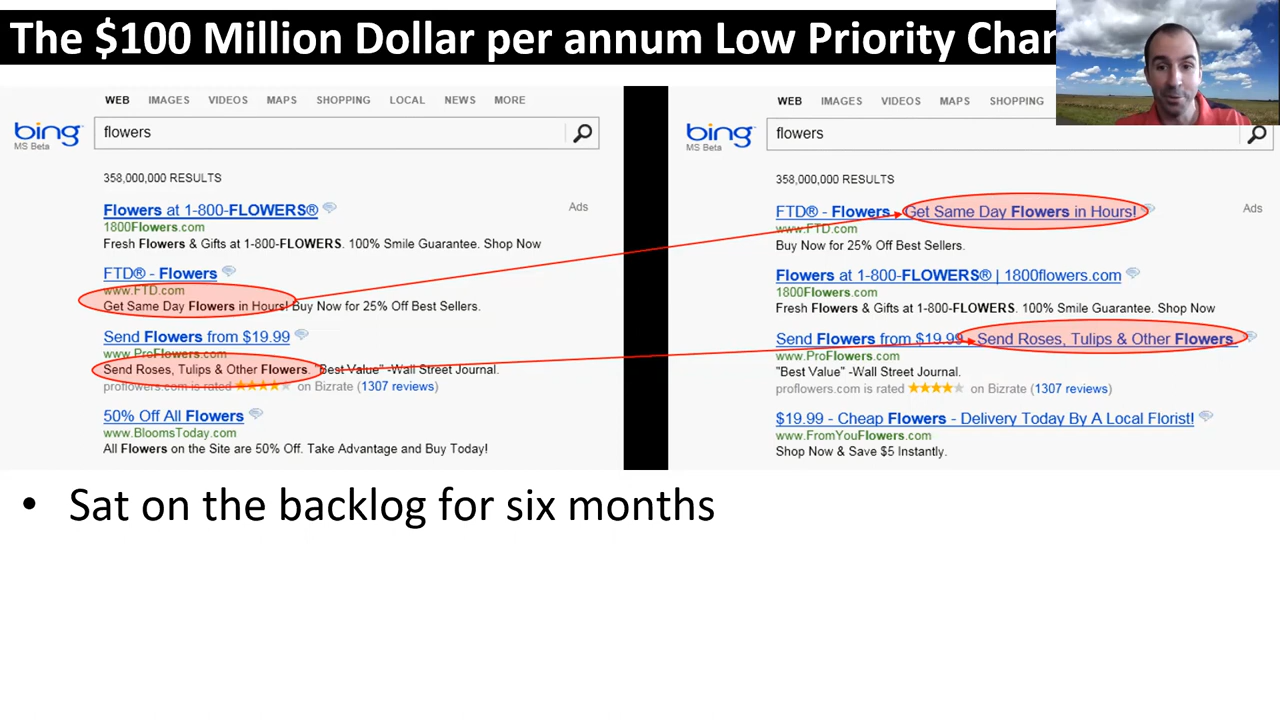 The $100 Million Dollar per annum Low Priority Chan
WEB IMAGES VIDEOS MAPS SHOPPING LOCAL NEWS MORE
bing
MS Beta
flowers
358,000,000 RESULTS
Ads
Flowers at 1-800-FLOWERS®
1800Flowers.com
Fresh Flowers & Gifts at 1-800-FLOWERS. 100% Smile Guarantee. Shop Now
FTD® - Flowers
www.FTD.com
Get Same Day Flowers in Hours! Buy Now for 25% Off Best Sellers.
Send Flowers from $19.99
www.ProFlowers.com
Send Roses, Tulips & Other Flowers. "Best Value" -Wall Street Journal.
proflowers.com is rated ★★★★★ on Bizrate (1307 reviews)
50% Off All Flowers
www.BloomsToday.com
All Flowers on the Site are 50% Off. Take Advantage and Buy Today!
WEB IMAGES VIDEOS MAPS SHOPPING
bing
MS Beta
flowers
358,000,000 RESULTS
Ads
FTD® - Flowers Get Same Day Flowers in Hours!
www.FTD.com
Buy Now for 25% Off Best Sellers.
Flowers at 1-800-FLOWERS® | 1800flowers.com
1800Flowers.com
Fresh Flowers & Gifts at 1-800-FLOWERS. 100% Smile Guarantee. Shop Now
Send Flowers from $19.99 Send Roses, Tulips & Other Flowers.
www.ProFlowers.com
"Best Value" -Wall Street Journal.
proflowers.com is rated ★★★★★ on Bizrate (1307 reviews)
$19.99 - Cheap Flowers - Delivery Today By A Local Florist!
www.FromYouFlowers.com
Shop Now & Save $5 Instantly.
• Sat on the backlog for six months